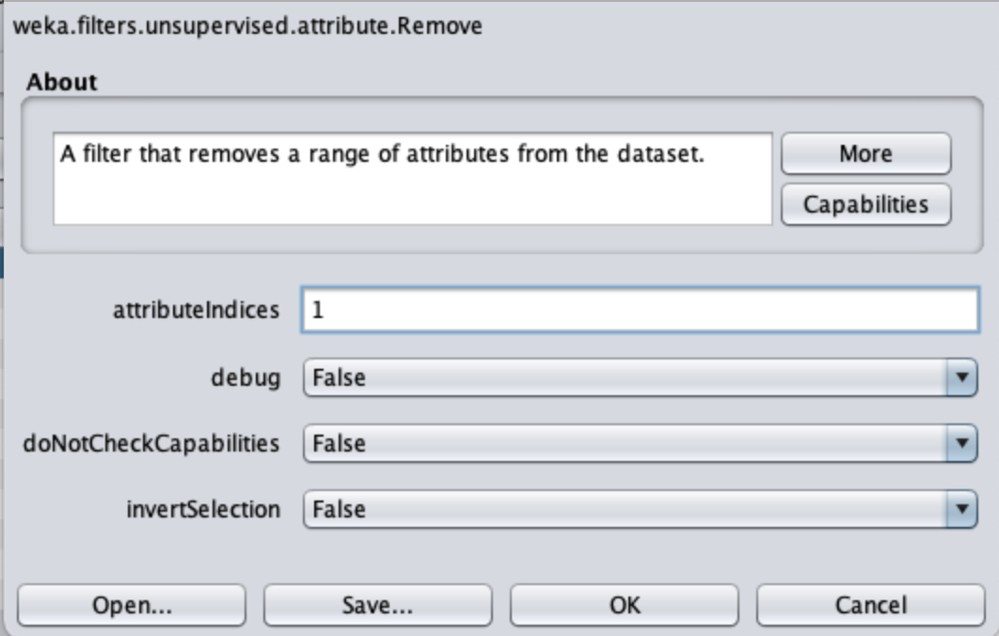 weka.filters.unsupervised.attribute.Remove
About
A filter that removes a range of attributes from the dataset.
More
Capabilities
attributeIndices 1
debug False
doNotCheckCapabilities False
invertSelection False
Open... Save... OK Cancel